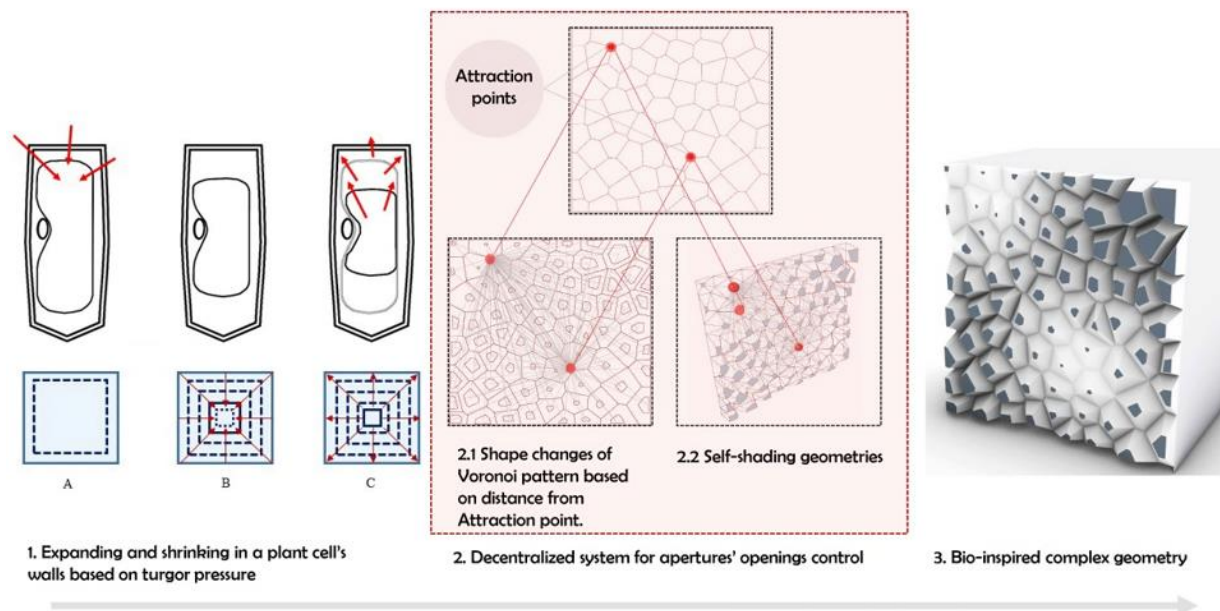 Attraction
points
A
B
C
2.1 Shape changes of
Voronoi pattern based
on distance from
Attraction point.
2.2 Self-shading geometries
1. Expanding and shrinking in a plant cell's
walls based on turgor pressure
2. Decentralized system for apertures' openings control
3. Bio-inspired complex geometry